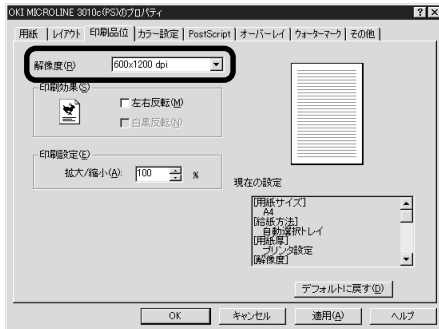 OKI MICROLINE 3010c(PS)のプロパティ
用紙 レイアウト 印刷品位 カラー設定 PostScript オーバーレイ ウォーターマーク その他
解像度(R) 600x1200 dpi
印刷効果(S)
左右反転(M)
白黒反転(N)
印刷設定(E)
拡大/縮小(A): 100 %
現在の設定
[用紙サイズ]
A4
[給紙方法]
自動選択トレイ
[用紙厚]
プリンタ設定
[解像度]
デフォルトに戻す(D)
OK キャンセル 適用(A) ヘルプ